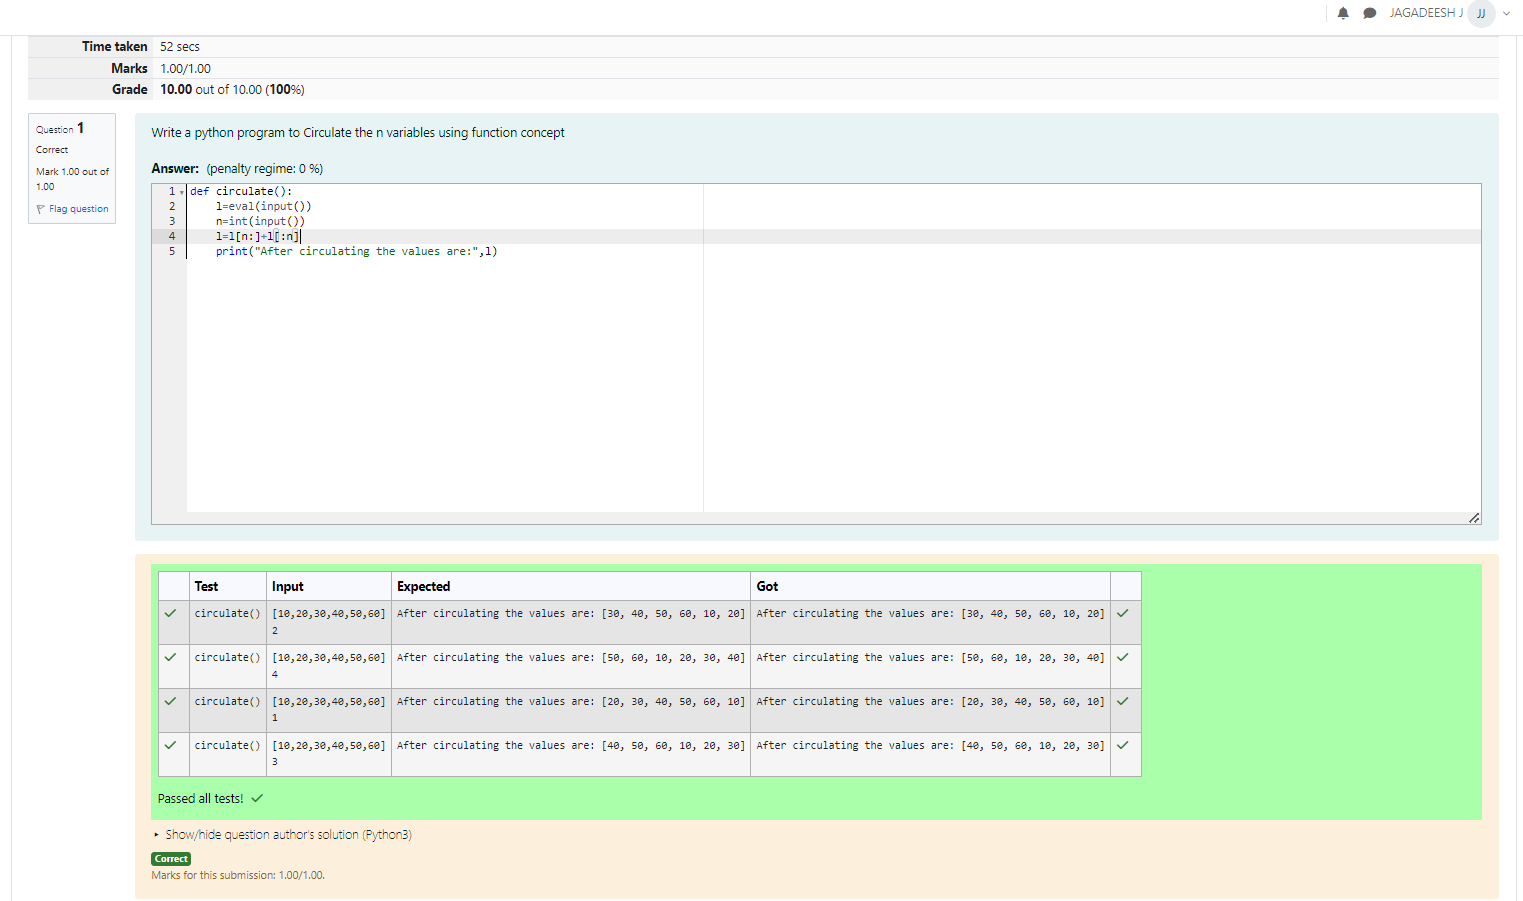 JAGADEESH J JJ
Time taken 52 secs
Marks 1.00/1.00
Grade 10.00 out of 10.00 (100%)
Question 1
Correct
Mark 1.00 out of
1.00
Flag question
Write a python program to Circulate the n variables using function concept
Answer: (penalty regime: 0 %)
1 def circulate():
2     l=eval(input())
3     n=int(input())
4     l=l[n:]+l[:n]
5     print("After circulating the values are:",l)
Test Input Expected Got
circulate() [10,20,30,40,50,60] After circulating the values are: [30, 40, 50, 60, 10, 20] After circulating the values are: [30, 40, 50, 60, 10, 20]
2
circulate() [10,20,30,40,50,60] After circulating the values are: [50, 60, 10, 20, 30, 40] After circulating the values are: [50, 60, 10, 20, 30, 40]
4
circulate() [10,20,30,40,50,60] After circulating the values are: [20, 30, 40, 50, 60, 10] After circulating the values are: [20, 30, 40, 50, 60, 10]
1
circulate() [10,20,30,40,50,60] After circulating the values are: [40, 50, 60, 10, 20, 30] After circulating the values are: [40, 50, 60, 10, 20, 30]
3
Passed all tests!
Show/hide question author's solution (Python3)
Correct
Marks for this submission: 1.00/1.00.